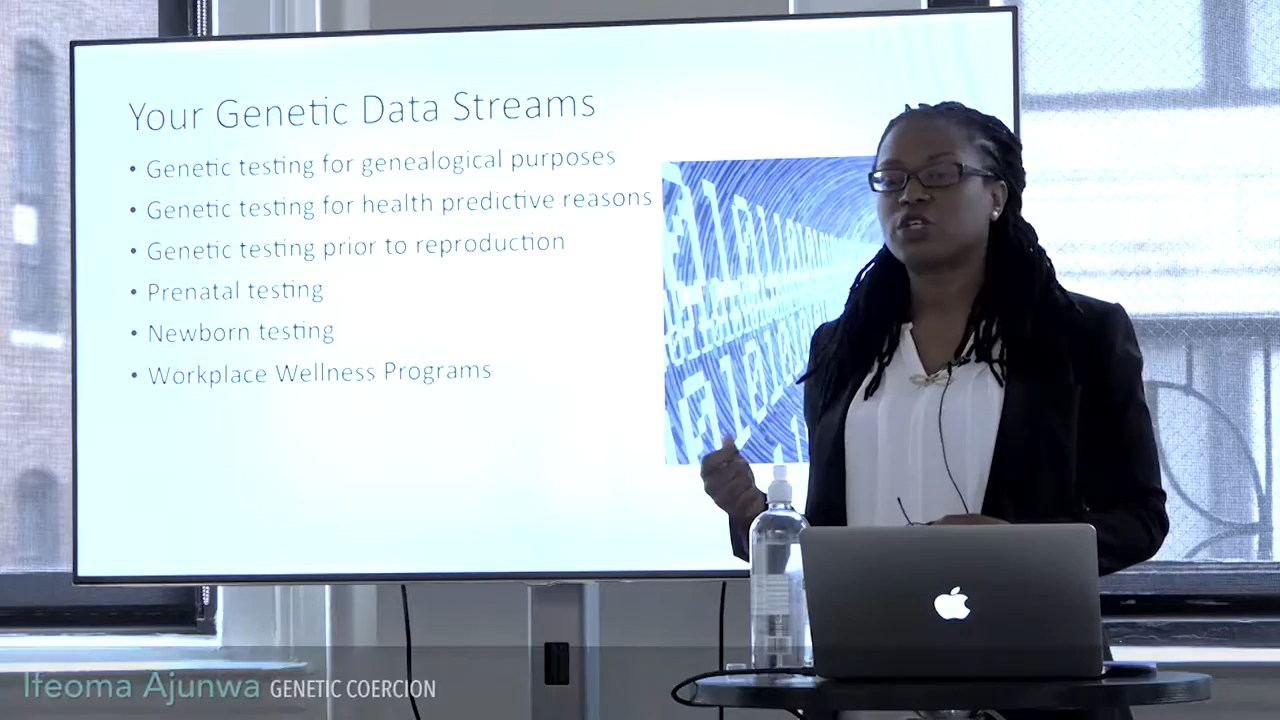 Your Genetic Data Streams
• Genetic testing for genealogical purposes
• Genetic testing for health predictive reasons
• Genetic testing prior to reproduction
• Prenatal testing
• Newborn testing
• Workplace Wellness Programs
Ifeoma Ajunwa GENETIC COERCION